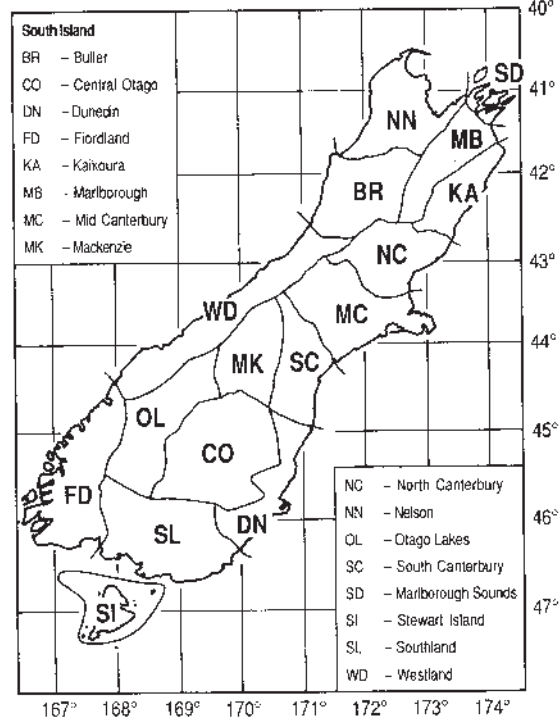 South Island
BR – Buller
CO – Central Otago
DN – Dunedin
FD – Fiordland
KA – Kaikoura
MB – Marlborough
MC – Mid Canterbury
MK – Mackenzie
40°
SD
41°
NN
MB
42°
BR
KA
NC
43°
WD
MC
44°
MK
SC
OL
45°
CO
FD
SL
DN
46°
SI
47°
NC – North Canterbury
NN – Nelson
OL – Otago Lakes
SC – South Canterbury
SD – Marlborough Sounds
SI – Stewart Island
SL – Southland
WD – Westland
167° 168° 169° 170° 171° 172° 173° 174°